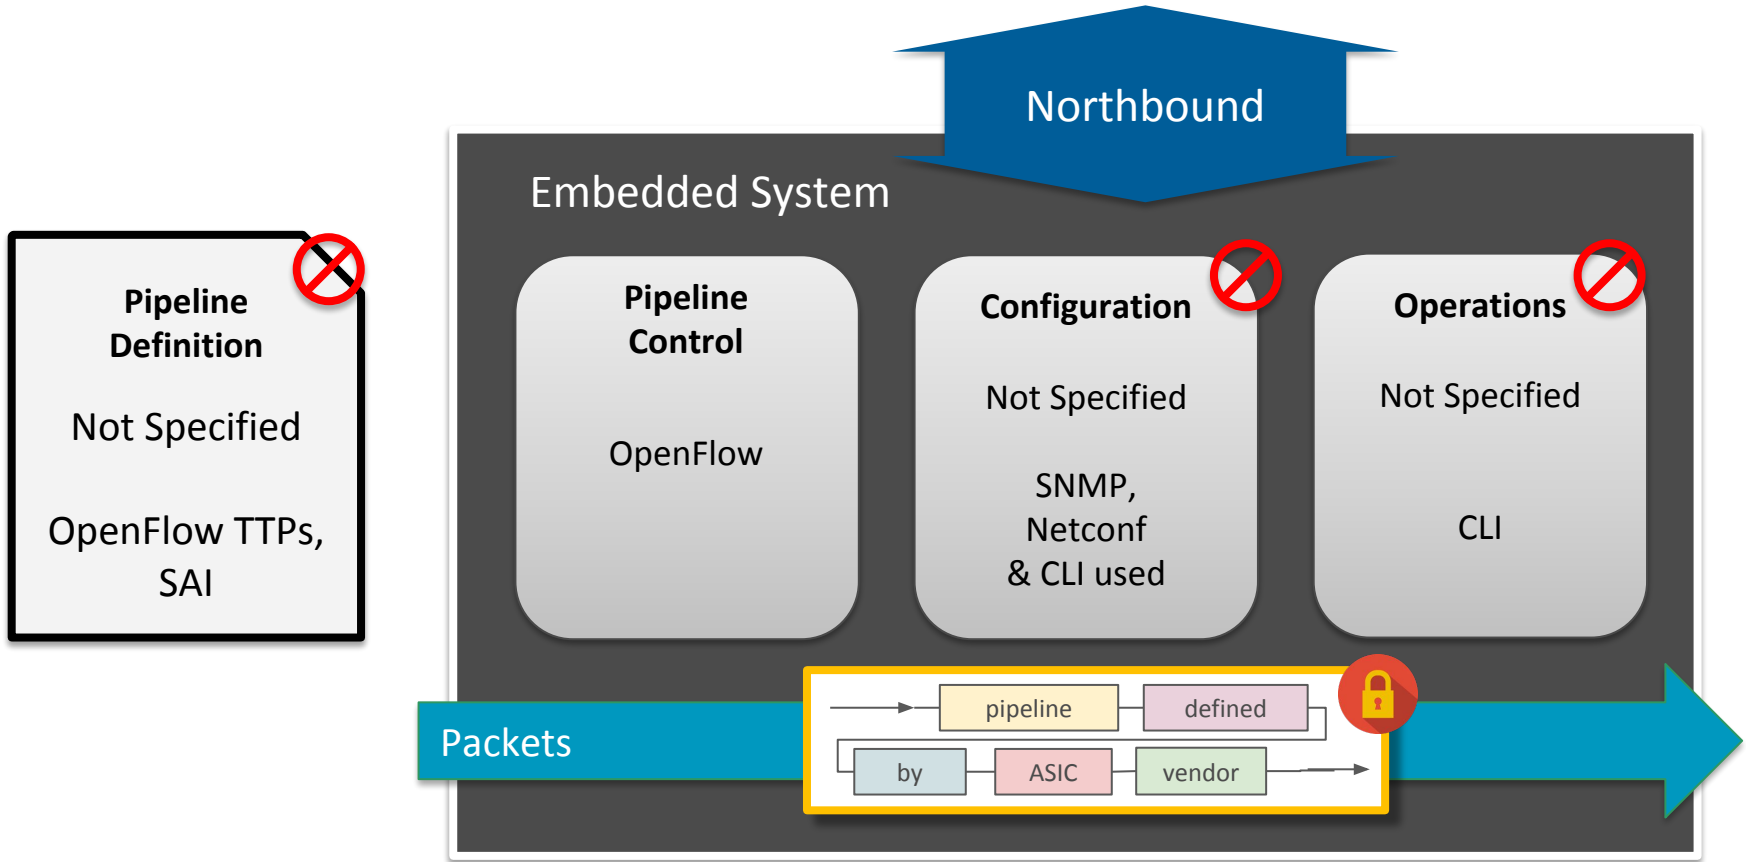 Northbound
Embedded System
Pipeline
Definition
Not Specified
OpenFlow TTPs,
SAI
Pipeline
Control
OpenFlow
Configuration
Not Specified
SNMP,
Netconf
& CLI used
Operations
Not Specified
CLI
Packets
pipeline defined
by ASIC vendor